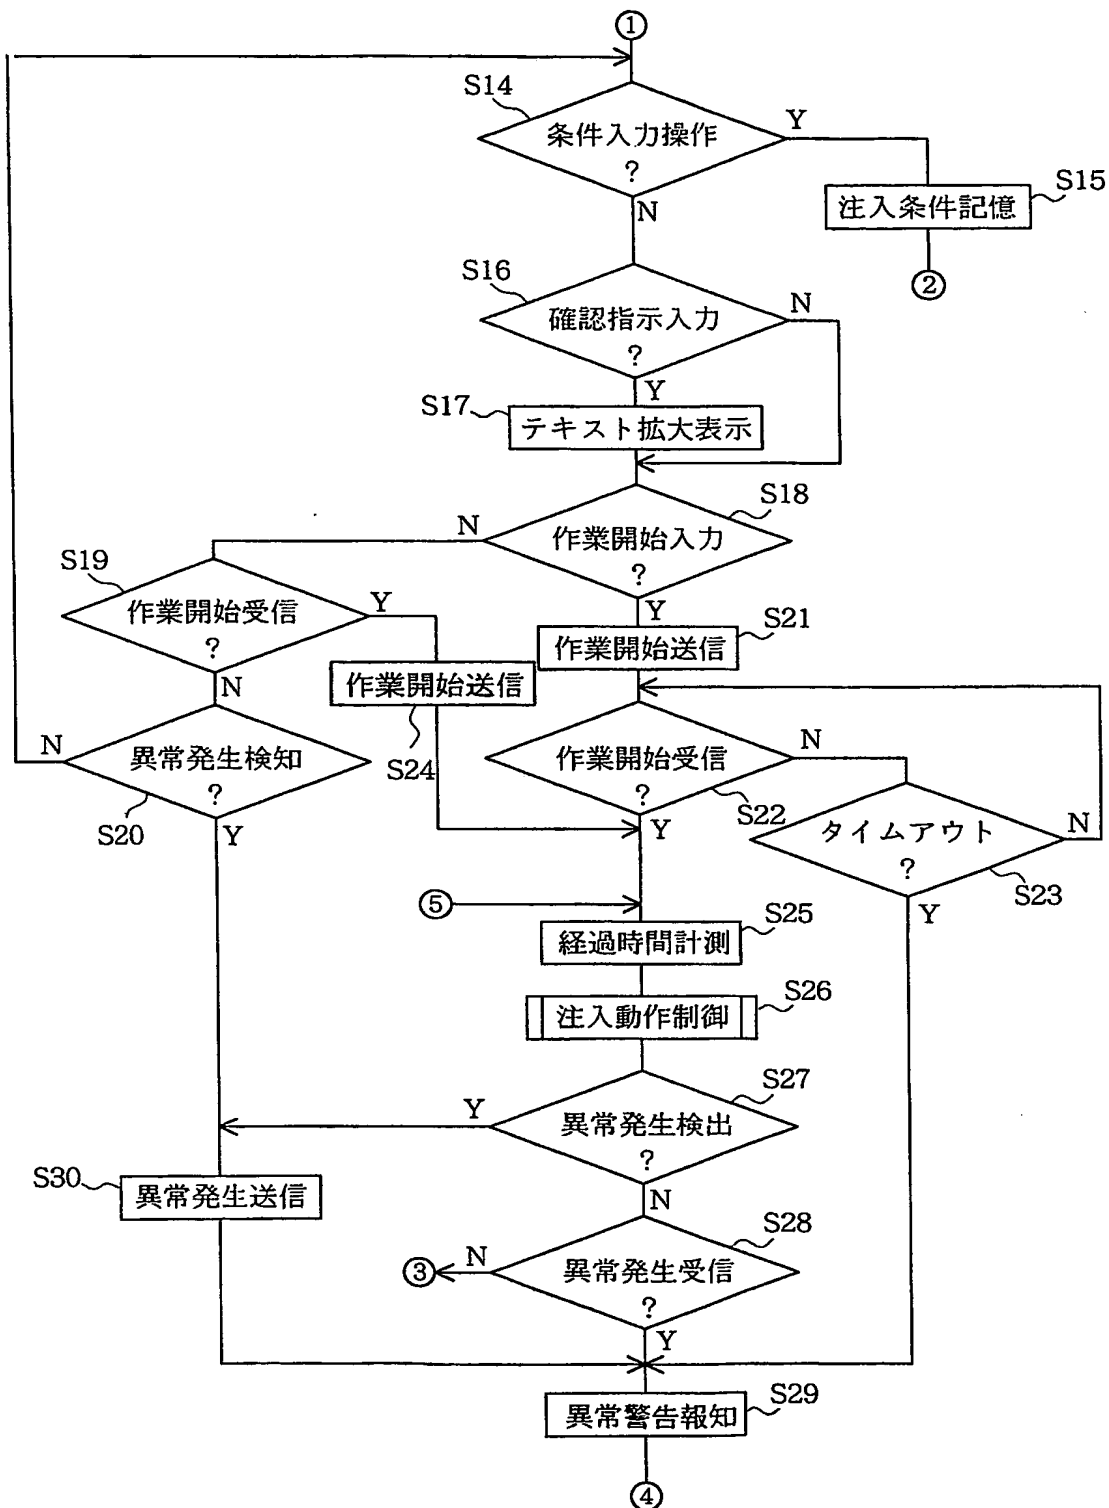 ①
S14
条件入力操作
?
Y
N
S15
注入条件記憶
②
S16
確認指示入力
?
N
Y
S17
テキスト拡大表示
S18
作業開始入力
?
N
Y
S19
作業開始受信
?
Y
N
S21
作業開始送信
作業開始送信
S24
S20
異常発生検知
?
N
Y
作業開始受信
?
N
S22
Y
タイムアウト
?
N
S23
Y
⑤
S25
経過時間計測
S26
注入動作制御
S27
異常発生検出
?
Y
N
S30
異常発生送信
S28
異常発生受信
?
N
③
Y
S29
異常警告報知
④